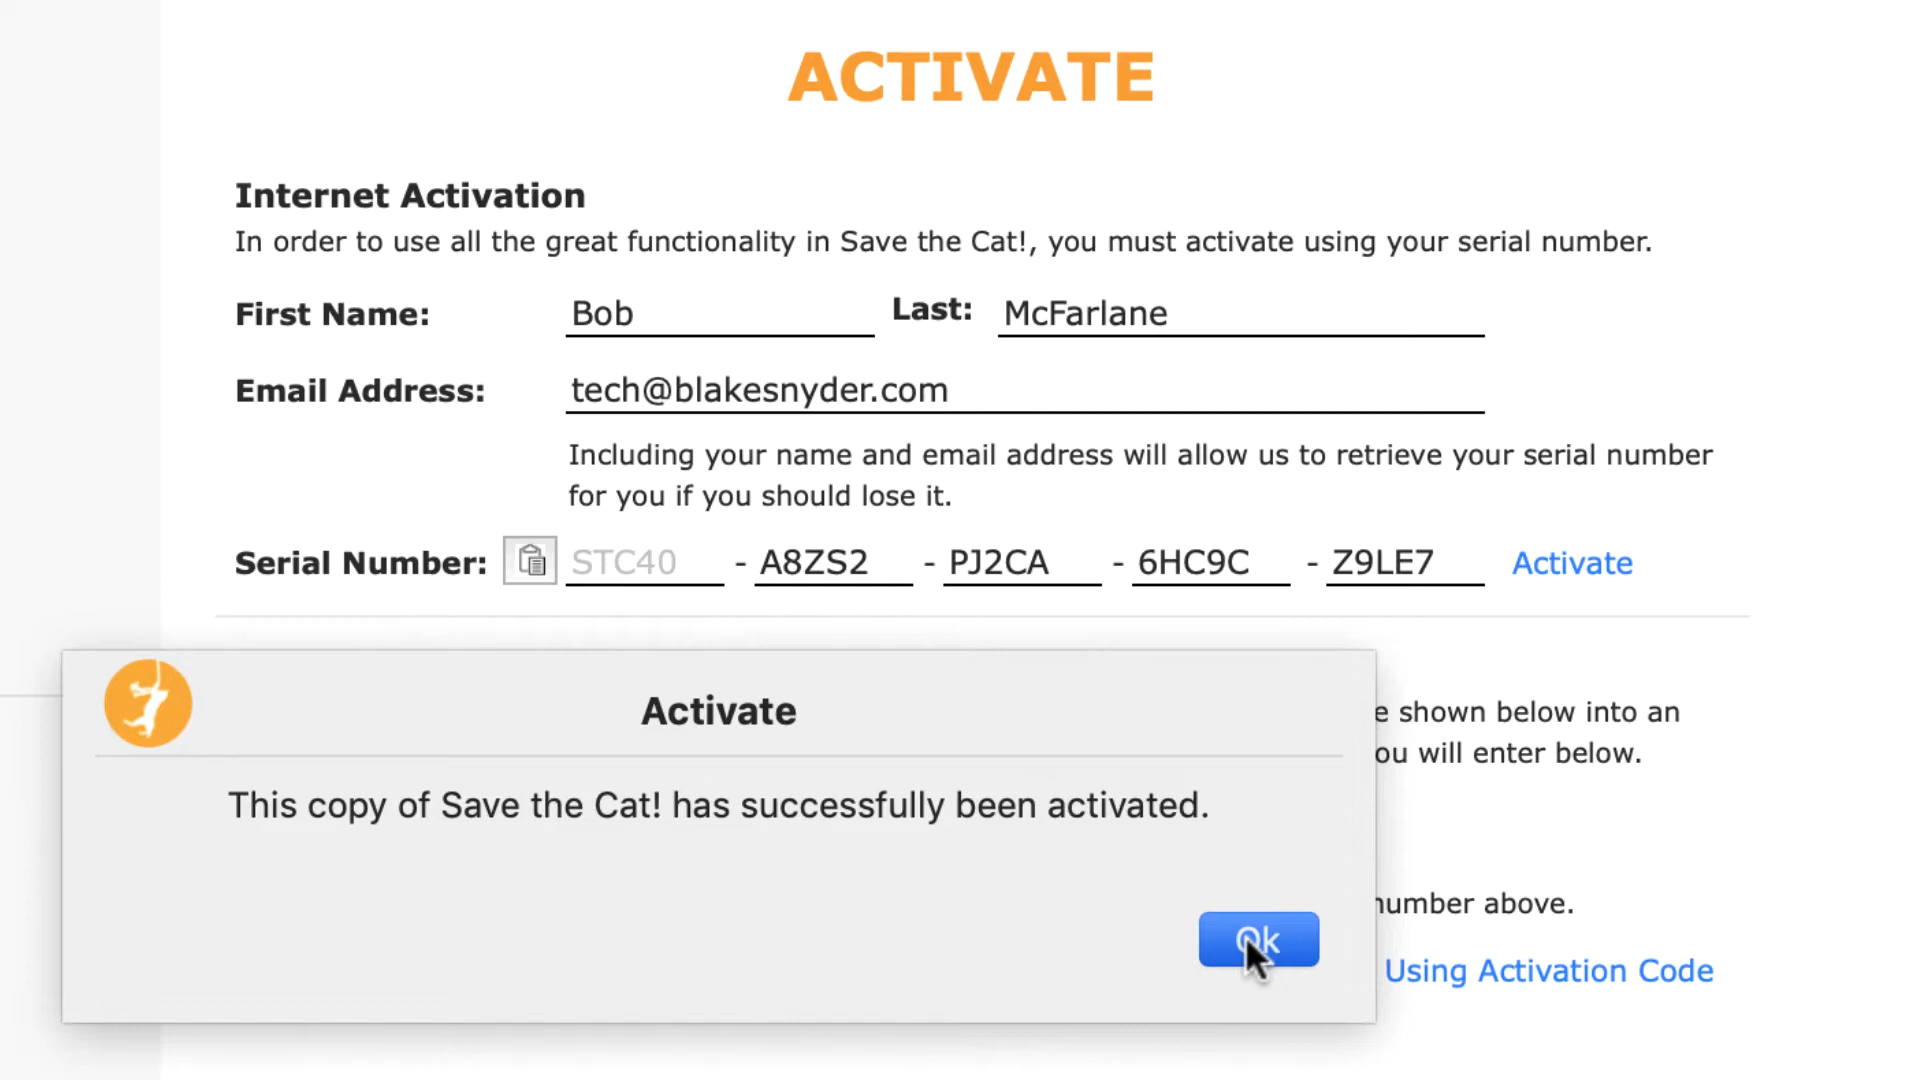 ACTIVATE
Internet Activation
In order to use all the great functionality in Save the Cat!, you must activate using your serial number.
First Name: Bob Last: McFarlane
Email Address: tech@blakesnyder.com
Including your name and email address will allow us to retrieve your serial number
for you if you should lose it.
Serial Number: STC40 - A8ZS2 - PJ2CA - 6HC9C - Z9LE7 Activate
Activate
This copy of Save the Cat! has successfully been activated.
Ok
shown below into an
will enter below.
above.
Using Activation Code